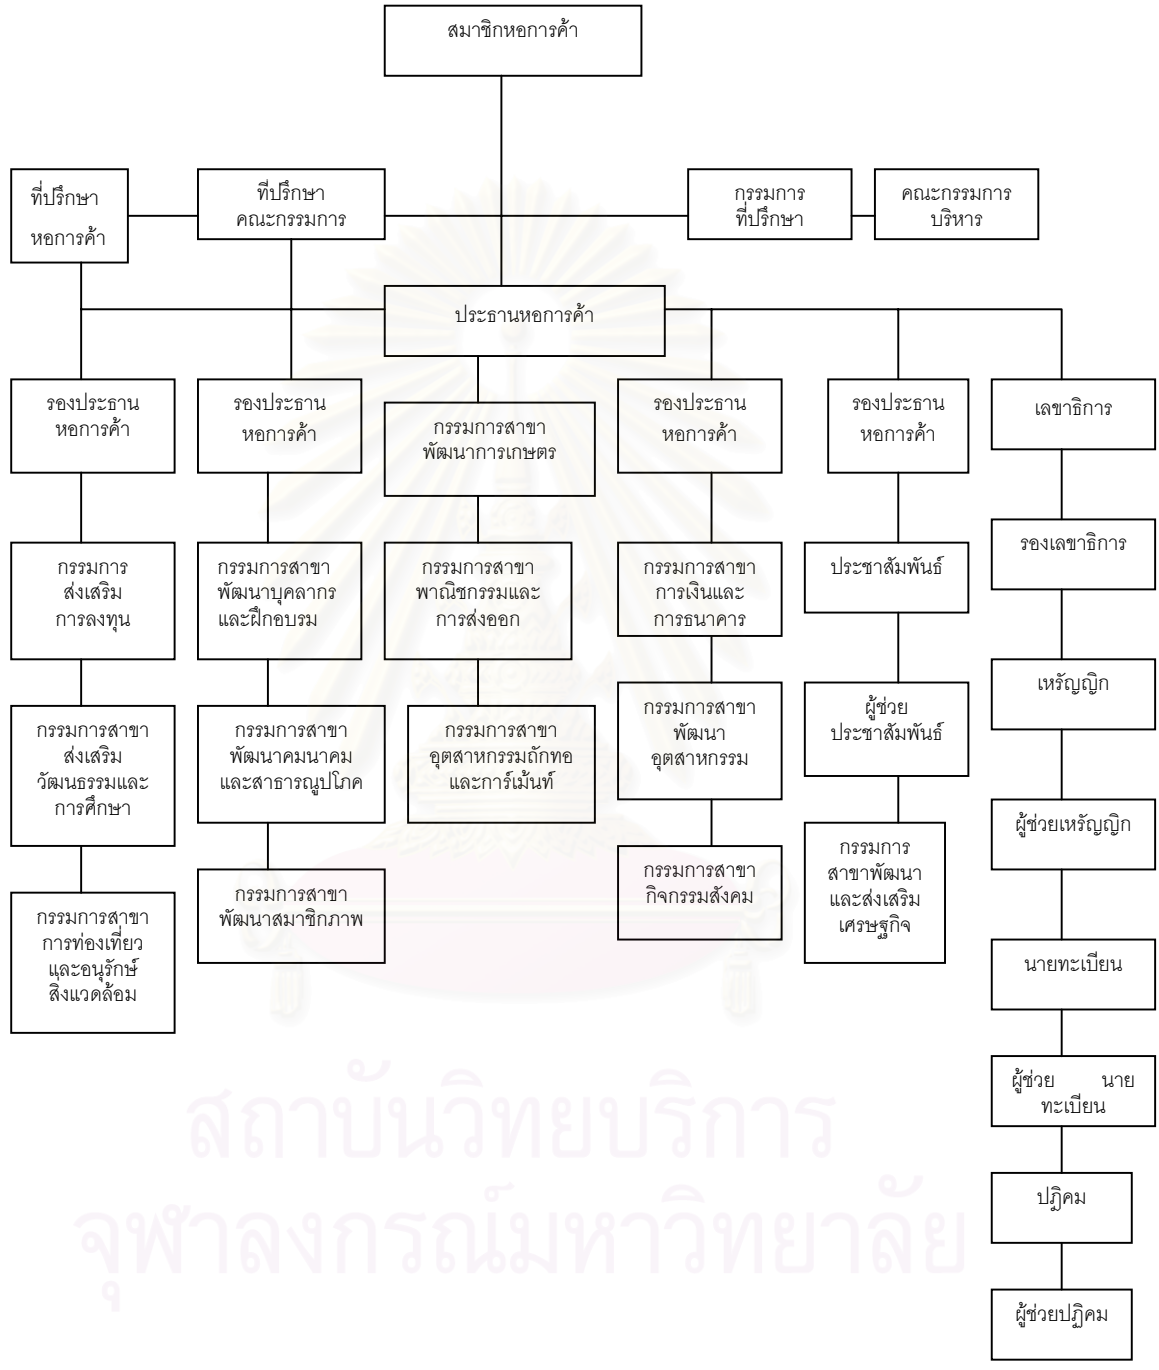 สมาชิกหอการค้า
ที่ปรึกษา
หอการค้า
ที่ปรึกษา
คณะกรรมการ
กรรมการ
ที่ปรึกษา
คณะกรรมการ
บริหาร
ประธานหอการค้า
รองประธาน
หอการค้า
กรรมการ
ส่งเสริม
การลงทุน
กรรมการสาขา
ส่งเสริม
วัฒนธรรมและ
การศึกษา
กรรมการสาขา
การท่องเที่ยว
และอนุรักษ์
สิ่งแวดล้อม
รองประธาน
หอการค้า
กรรมการสาขา
พัฒนาบุคลากร
และฝึกอบรม
กรรมการสาขา
พัฒนาคมนาคม
และสาธารณูปโภค
กรรมการสาขา
พัฒนาสมาชิกภาพ
กรรมการสาขา
พัฒนาการเกษตร
กรรมการสาขา
พาณิชกรรมและ
การส่งออก
กรรมการสาขา
อุตสาหกรรมถักทอ
และการ์เม้นท์
รองประธาน
หอการค้า
กรรมการสาขา
การเงินและ
การธนาคาร
กรรมการสาขา
พัฒนา
อุตสาหกรรม
กรรมการสาขา
กิจกรรมสังคม
รองประธาน
หอการค้า
ประชาสัมพันธ์
ผู้ช่วย
ประชาสัมพันธ์
กรรมการ
สาขาพัฒนา
และส่งเสริม
เศรษฐกิจ
เลขาธิการ
รองเลขาธิการ
เหรัญญิก
ผู้ช่วยเหรัญญิก
นายทะเบียน
ผู้ช่วย นาย
ทะเบียน
ปฏิคม
ผู้ช่วยปฏิคม
สถาบันวิทยบริการ
จุฬาลงกรณ์มหาวิทยาลัย